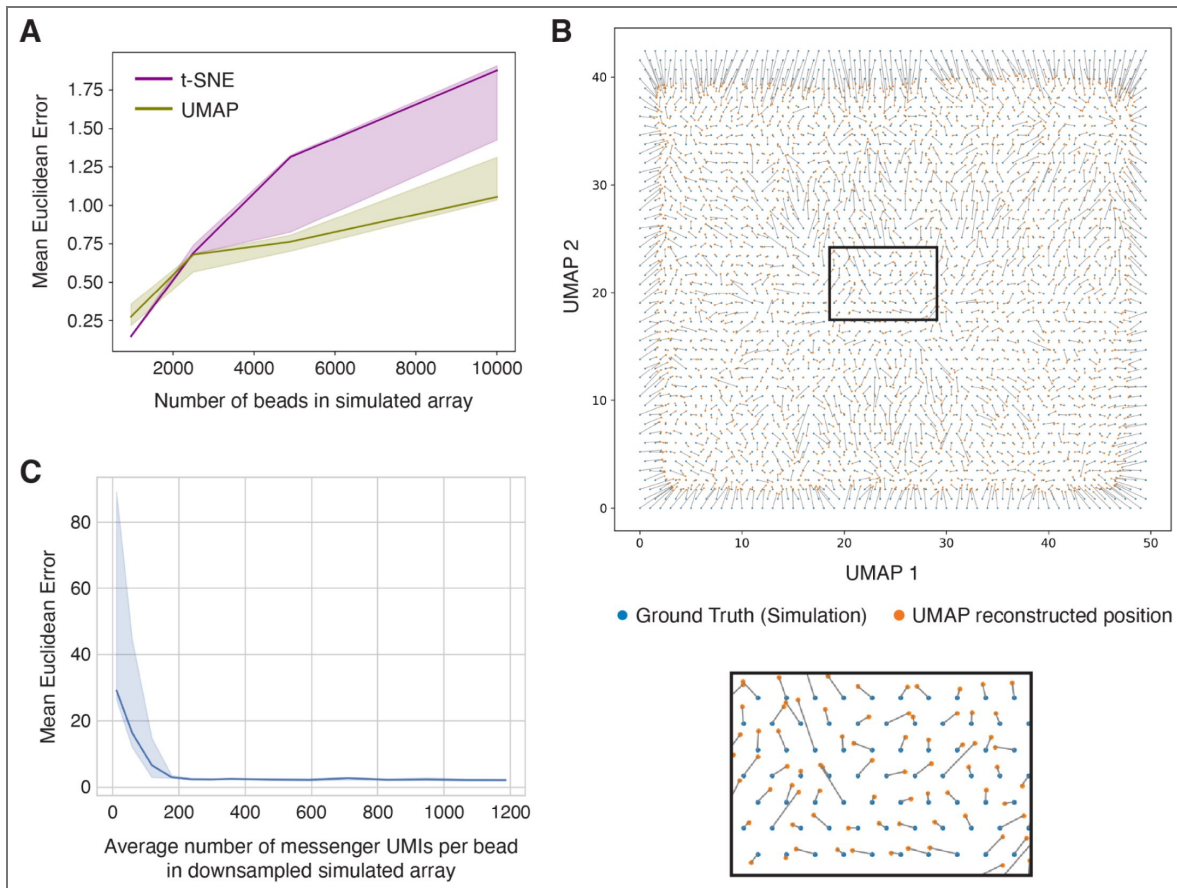 A
t-SNE
UMAP
1.75
1.50
1.25
1.00
0.75
0.50
0.25
Mean Euclidean Error
2000 4000 6000 8000 10000
Number of beads in simulated array
B
40
30
20
10
0
UMAP 2
0 10 20 30 40 50
UMAP 1
Ground Truth (Simulation) UMAP reconstructed position
C
80
60
40
20
0
Mean Euclidean Error
0 200 400 600 800 1000 1200
Average number of messenger UMIs per bead
in downsampled simulated array